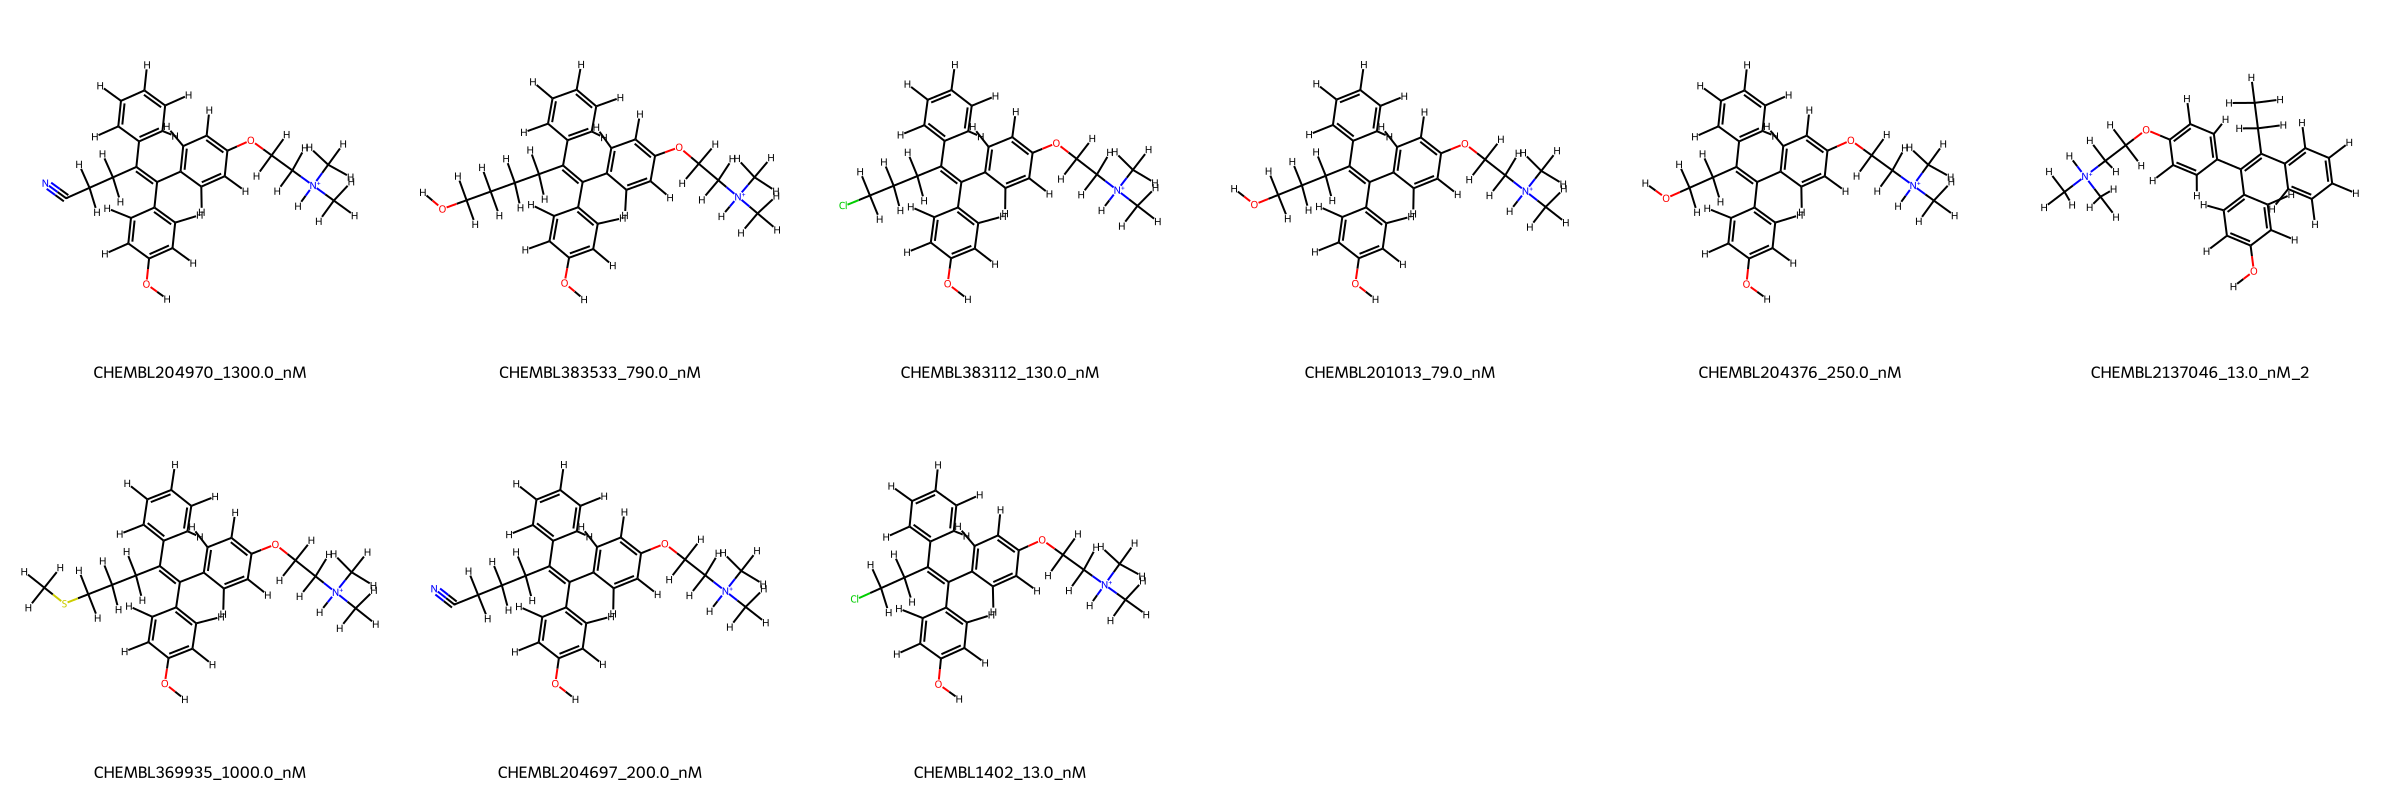 CHEMBL204970_1300.0_nM
CHEMBL383533_790.0_nM
CHEMBL383112_130.0_nM
CHEMBL201013_79.0_nM
CHEMBL204376_250.0_nM
CHEMBL2137046_13.0_nM_2
CHEMBL369935_1000.0_nM
CHEMBL204697_200.0_nM
CHEMBL1402_13.0_nM